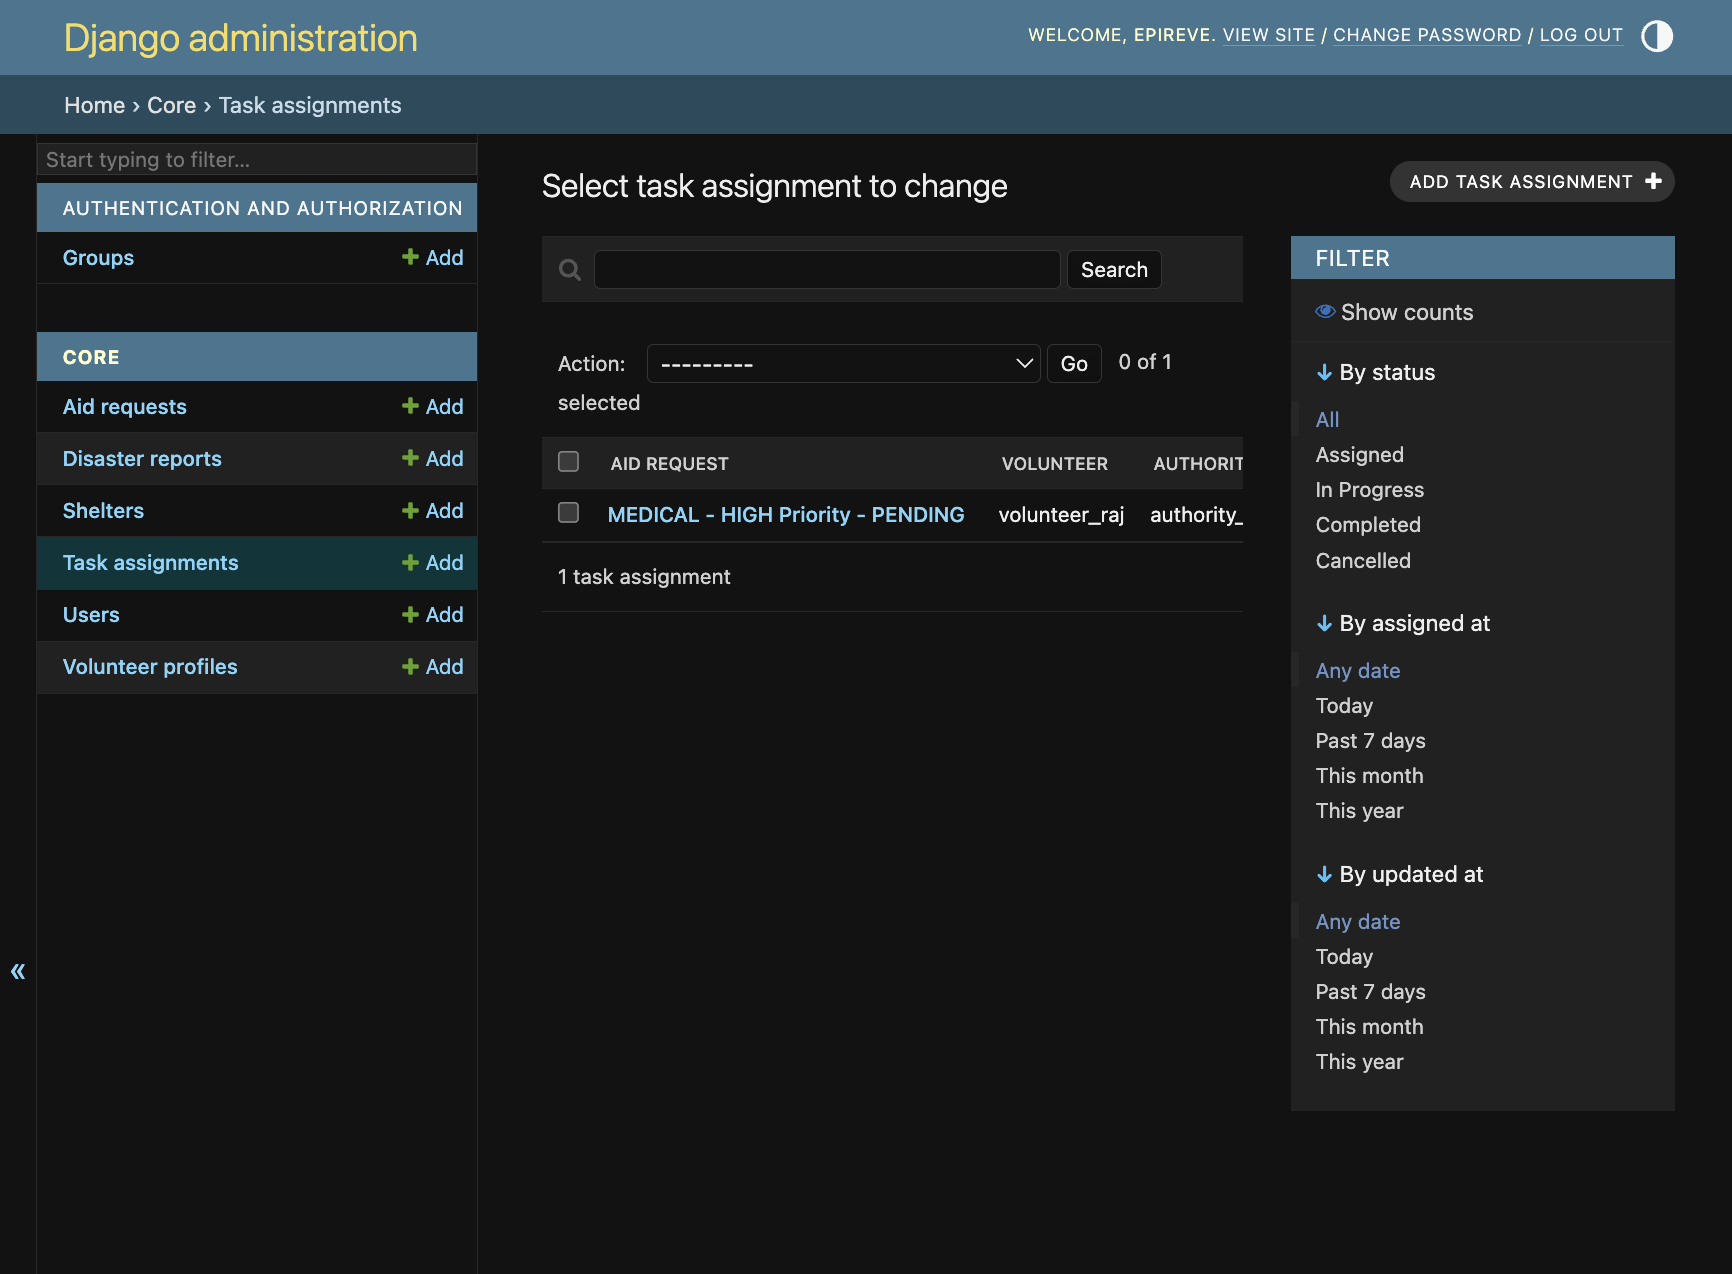 Django administration
WELCOME, EPIREVE. VIEW SITE / CHANGE PASSWORD / LOG OUT
Home › Core › Task assignments
Start typing to filter...
AUTHENTICATION AND AUTHORIZATION
Groups Add
CORE
Aid requests Add
Disaster reports Add
Shelters Add
Task assignments Add
Users Add
Volunteer profiles Add
«
Select task assignment to change
ADD TASK ASSIGNMENT
Search
Action: --------- Go 0 of 1
selected
AID REQUEST VOLUNTEER AUTHORIT
MEDICAL - HIGH Priority - PENDING volunteer_raj authority_
1 task assignment
FILTER
Show counts
↓ By status
All
Assigned
In Progress
Completed
Cancelled
↓ By assigned at
Any date
Today
Past 7 days
This month
This year
↓ By updated at
Any date
Today
Past 7 days
This month
This year